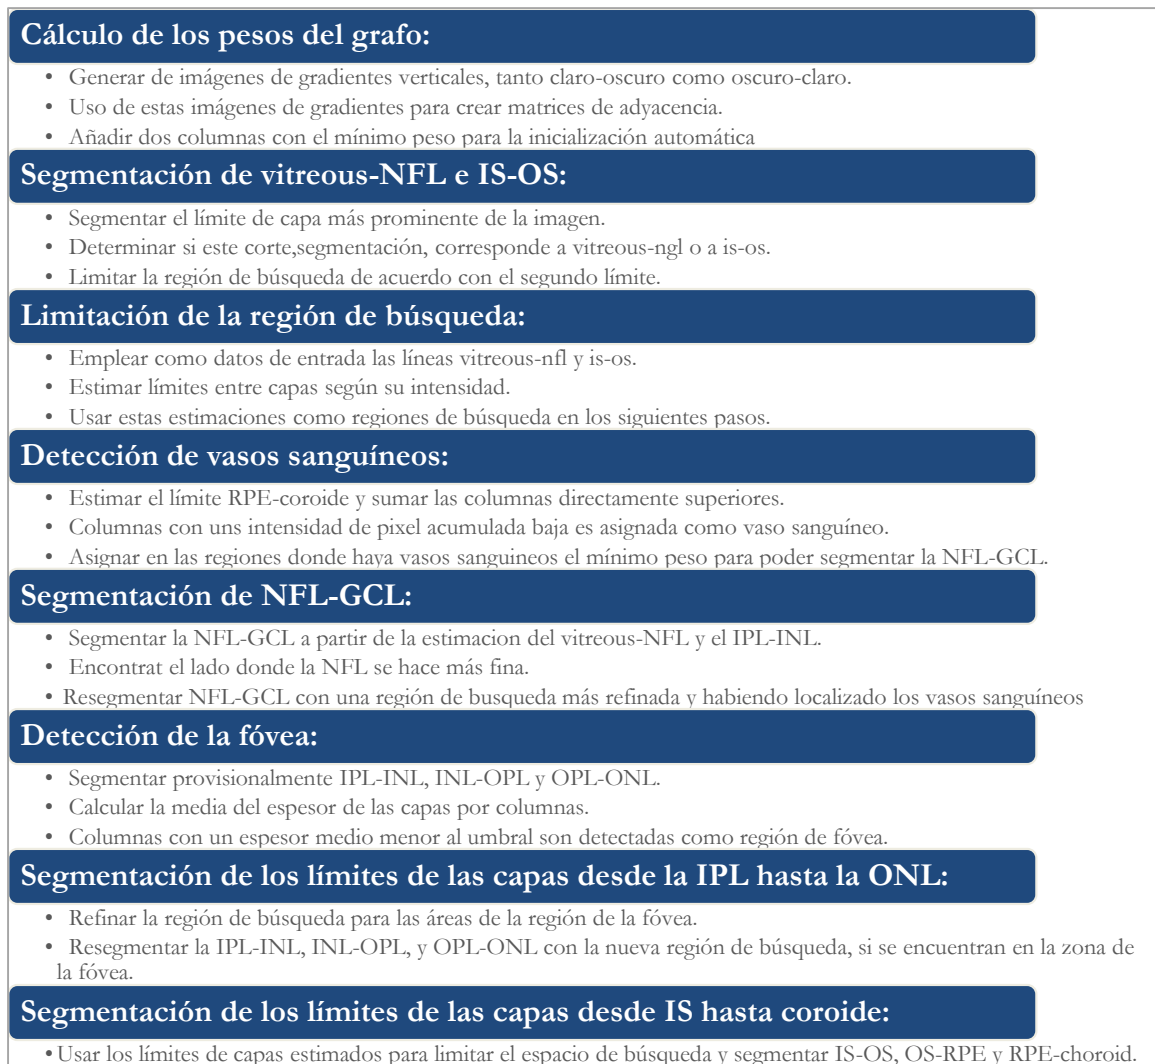 Cálculo de los pesos del grafo:
• Generar de imágenes de gradientes verticales, tanto claro-oscuro como oscuro-claro.
• Uso de estas imágenes de gradientes para crear matrices de adyacencia.
• Añadir dos columnas con el mínimo peso para la inicialización automática
Segmentación de vitreous-NFL e IS-OS:
• Segmentar el límite de capa más prominente de la imagen.
• Determinar si este corte,segmentación, corresponde a vitreous-ngl o a is-os.
• Limitar la región de búsqueda de acuerdo con el segundo límite.
Limitación de la región de búsqueda:
• Emplear como datos de entrada las líneas vitreous-nfl y is-os.
• Estimar límites entre capas según su intensidad.
• Usar estas estimaciones como regiones de búsqueda en los siguientes pasos.
Detección de vasos sanguíneos:
• Estimar el límite RPE-coroide y sumar las columnas directamente superiores.
• Columnas con uns intensidad de pixel acumulada baja es asignada como vaso sanguíneo.
• Asignar en las regiones donde haya vasos sanguineos el mínimo peso para poder segmentar la NFL-GCL.
Segmentación de NFL-GCL:
• Segmentar la NFL-GCL a partir de la estimacion del vitreous-NFL y el IPL-INL.
• Encontrat el lado donde la NFL se hace más fina.
• Resegmentar NFL-GCL con una región de busqueda más refinada y habiendo localizado los vasos sanguíneos
Detección de la fóvea:
• Segmentar provisionalmente IPL-INL, INL-OPL y OPL-ONL.
• Calcular la media del espesor de las capas por columnas.
• Columnas con un espesor medio menor al umbral son detectadas como región de fóvea.
Segmentación de los límites de las capas desde la IPL hasta la ONL:
• Refinar la región de búsqueda para las áreas de la región de la fóvea.
• Resegmentar la IPL-INL, INL-OPL, y OPL-ONL con la nueva región de búsqueda, si se encuentran en la zona de
la fóvea.
Segmentación de los límites de las capas desde IS hasta coroide:
• Usar los límites de capas estimados para limitar el espacio de búsqueda y segmentar IS-OS, OS-RPE y RPE-choroid.